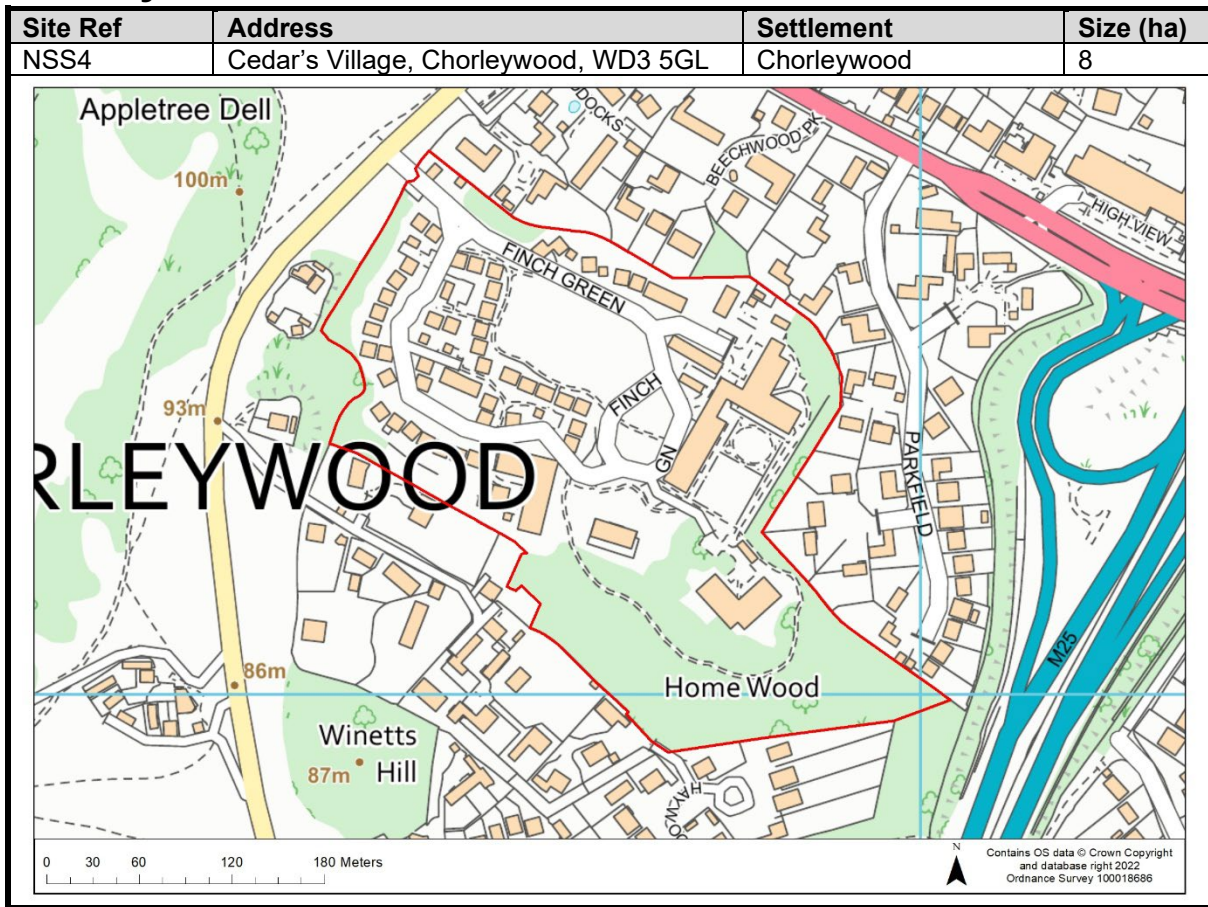 Site Ref Address Settlement Size (ha)
NSS4 Cedar's Village, Chorleywood, WD3 5GL Chorleywood 8
Appletree Dell
DDOCKS
BEECHWOOD PK
100m
HIGH VIEW
FINCH GREEN
FINCH
GN
93m
RLEYWOOD
PARKFIELD
M25
86m
Home Wood
Winetts
Hill
87m
HAYWOO
0 30 60 120 180 Meters
N
Contains OS data © Crown Copyright
and database right 2022
Ordnance Survey 100018686